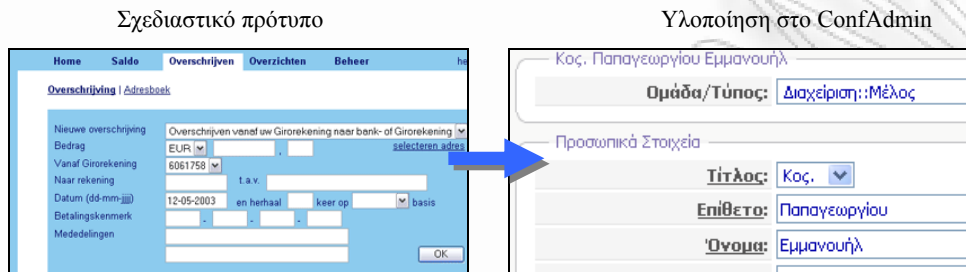 Σχεδιαστικό πρότυπο
Υλοποίηση στο ConfAdmin
Home Saldo Overschrijven Overzichten Beheer he
Overschrijving | Adresboek
Nieuwe overschrijving Overschrijven vanaf uw Girorekening naar bank- of Girorekening
Bedrag EUR , selecteren adres
Vanaf Girorekening 6061758
Naar rekening t.a.v.
Datum (dd-mm-jjjj) 12-05-2003 en herhaal keer op basis
Betalingskenmerk - - -
Mededelingen
OK
Κος. Παπαγεωργίου Εμμανουήλ
Ομάδα/Τύπος: Διαχείριση::Μέλος
Προσωπικά Στοιχεία
Τίτλος: Κος.
Επίθετο: Παπαγεωργίου
Όνομα: Εμμανουήλ